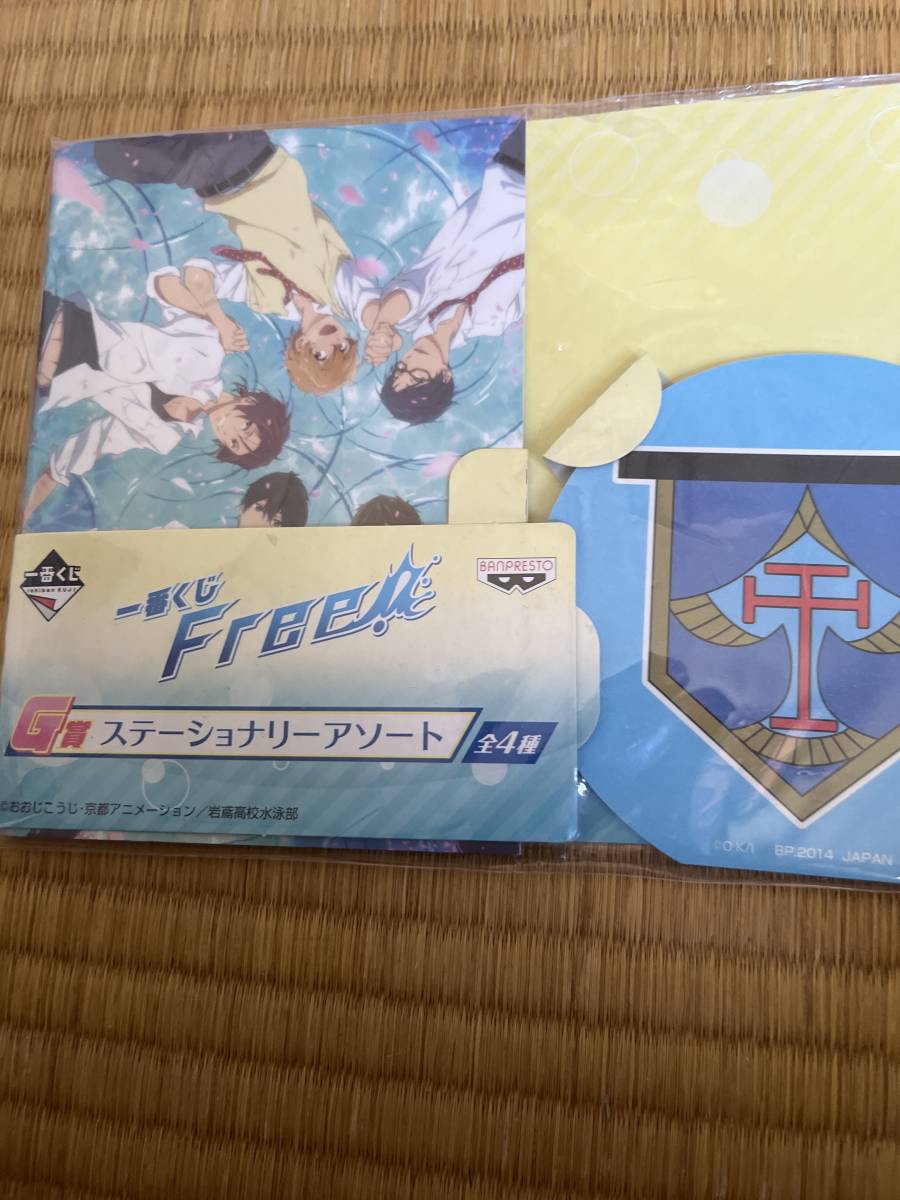 一番くじ
ICHIBAN KUJI
一番くじ
Free!
BANPRESTO
G賞 ステーショナリーアソート 全4種
©おおじこうじ・京都アニメーション／岩鳶高校水泳部
©O.K/I BP.2014 JAPAN